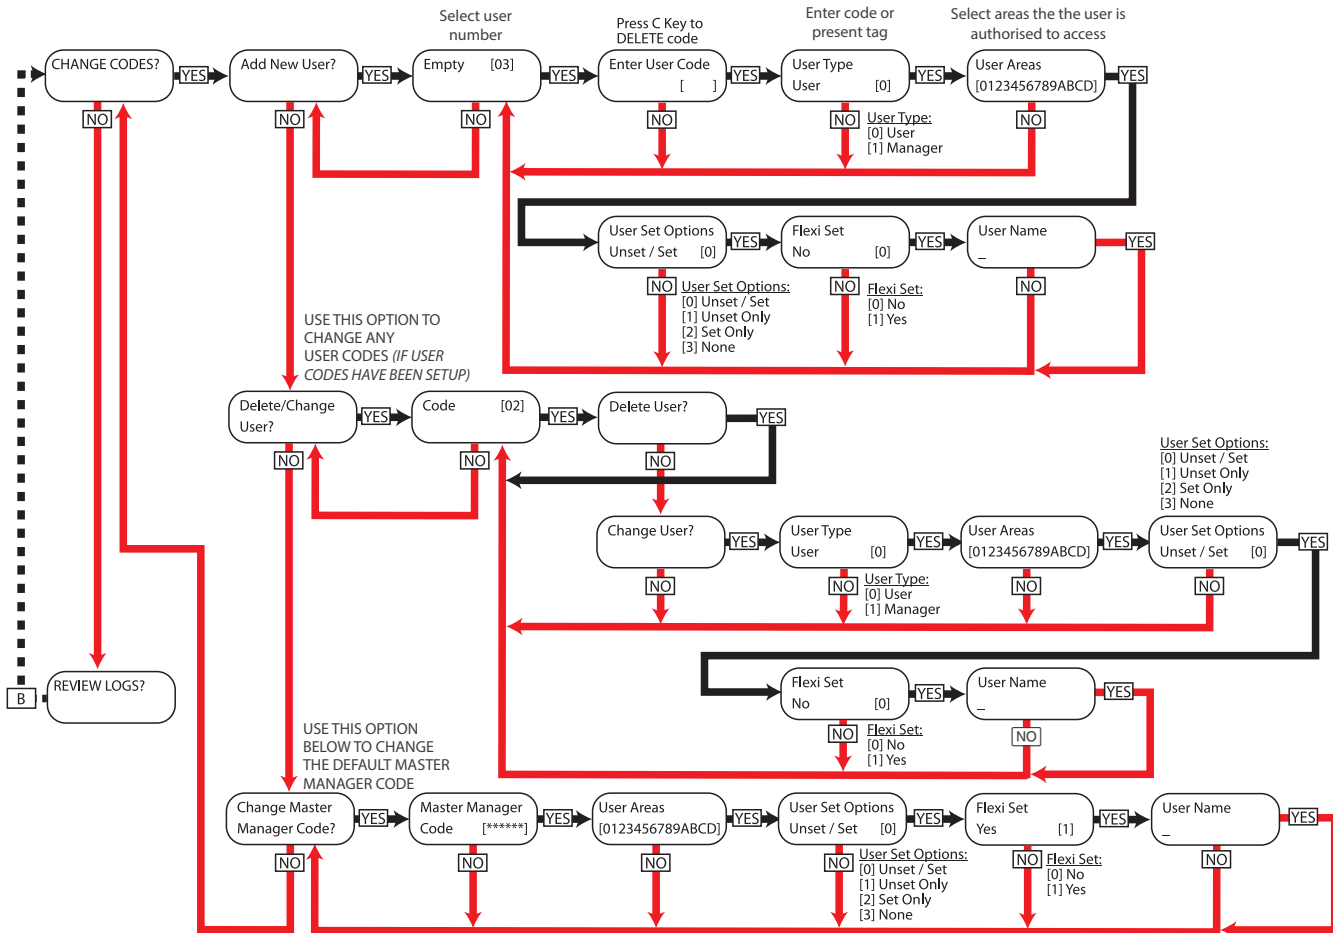 Select user
number
Press C Key to
DELETE code
Enter code or
present tag
Select areas the the user is
authorised to access
CHANGE CODES?
YES
Add New User?
YES
Empty [03]
YES
Enter User Code
[ ]
YES
User Type
User [0]
YES
User Areas
[0123456789ABCD]
YES
NO
NO
NO
NO
NO
User Type:
[0] User
[1] Manager
NO
User Set Options
Unset / Set [0]
YES
Flexi Set
No [0]
YES
User Name
_
YES
NO
User Set Options:
[0] Unset / Set
[1] Unset Only
[2] Set Only
[3] None
NO
Flexi Set:
[0] No
[1] Yes
NO
USE THIS OPTION TO
CHANGE ANY
USER CODES (IF USER
CODES HAVE BEEN SETUP)
Delete/Change
User?
YES
Code [02]
YES
Delete User?
YES
NO
NO
NO
User Set Options:
[0] Unset / Set
[1] Unset Only
[2] Set Only
[3] None
Change User?
YES
User Type
User [0]
YES
User Areas
[0123456789ABCD]
YES
User Set Options
Unset / Set [0]
YES
NO
NO
User Type:
[0] User
[1] Manager
NO
NO
REVIEW LOGS?
B
Flexi Set
No [0]
YES
User Name
_
YES
NO
Flexi Set:
[0] No
[1] Yes
NO
USE THIS OPTION
BELOW TO CHANGE
THE DEFAULT MASTER
MANAGER CODE
Change Master
Manager Code?
YES
Master Manager
Code [******]
YES
User Areas
[0123456789ABCD]
YES
User Set Options
Unset / Set [0]
YES
Flexi Set
Yes [1]
YES
User Name
_
YES
NO
NO
NO
NO
User Set Options:
[0] Unset / Set
[1] Unset Only
[2] Set Only
[3] None
NO
Flexi Set:
[0] No
[1] Yes
NO